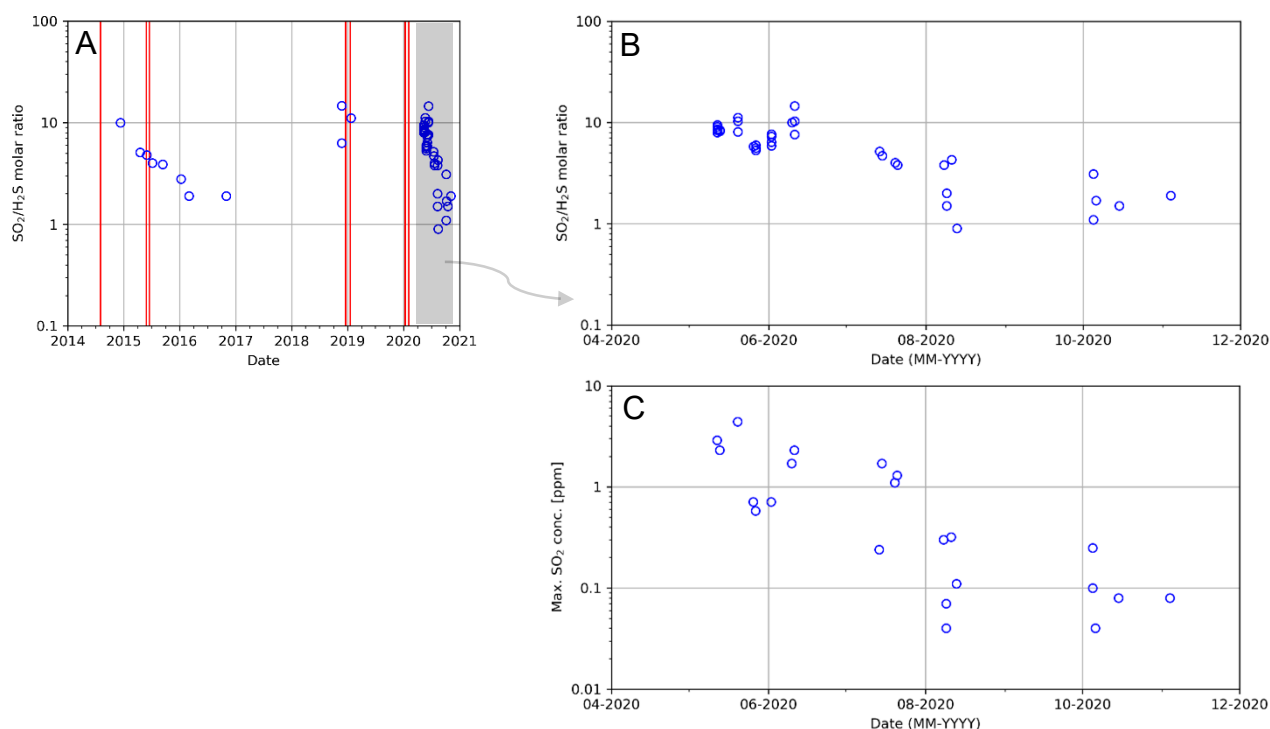 A
100
10
1
0.1
SO₂/H₂S molar ratio
2014 2015 2016 2017 2018 2019 2020 2021
Date
B
100
10
1
0.1
SO₂/H₂S molar ratio
04-2020 06-2020 08-2020 10-2020 12-2020
Date (MM-YYYY)
C
10
1
0.1
0.01
Max. SO₂ conc. [ppm]
04-2020 06-2020 08-2020 10-2020 12-2020
Date (MM-YYYY)